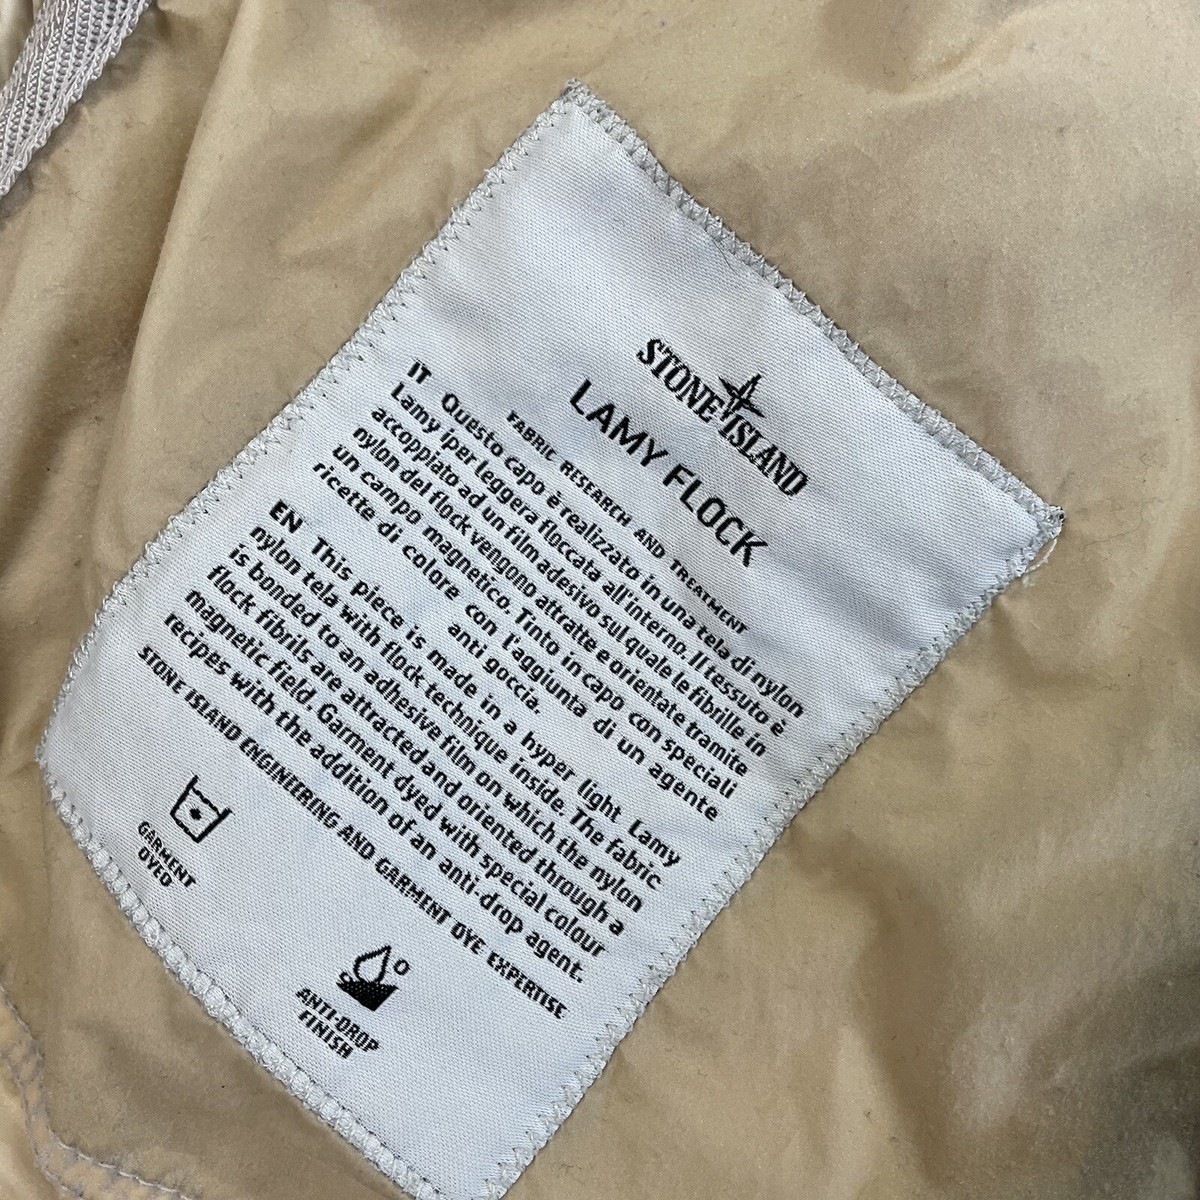 STONE ISLAND
LAMY FLOCK
FABRIC RESEARCH AND TREATMENT
IT Questo capo è realizzato in una tela di nylon
Lamy iper leggera floccata all'interno. Il tessuto è
accoppiato ad un film adesivo sul quale le fibrille in
nylon del flock vengono attratte e orientate tramite
un campo magnetico. Tinto in capo con speciali
ricette di colore con l'aggiunta di un agente
anti goccia.
EN This piece is made in a hyper light Lamy
nylon tela with flock technique inside. The fabric
is bonded to an adhesive film on which the nylon
flock fibrils are attracted and oriented through a
magnetic field. Garment dyed with special colour
recipes with the addition of an anti-drop agent.
STONE ISLAND ENGINEERING AND GARMENT DYE EXPERTISE
GARMENT
DYED
ANTI-DROP
FINISH